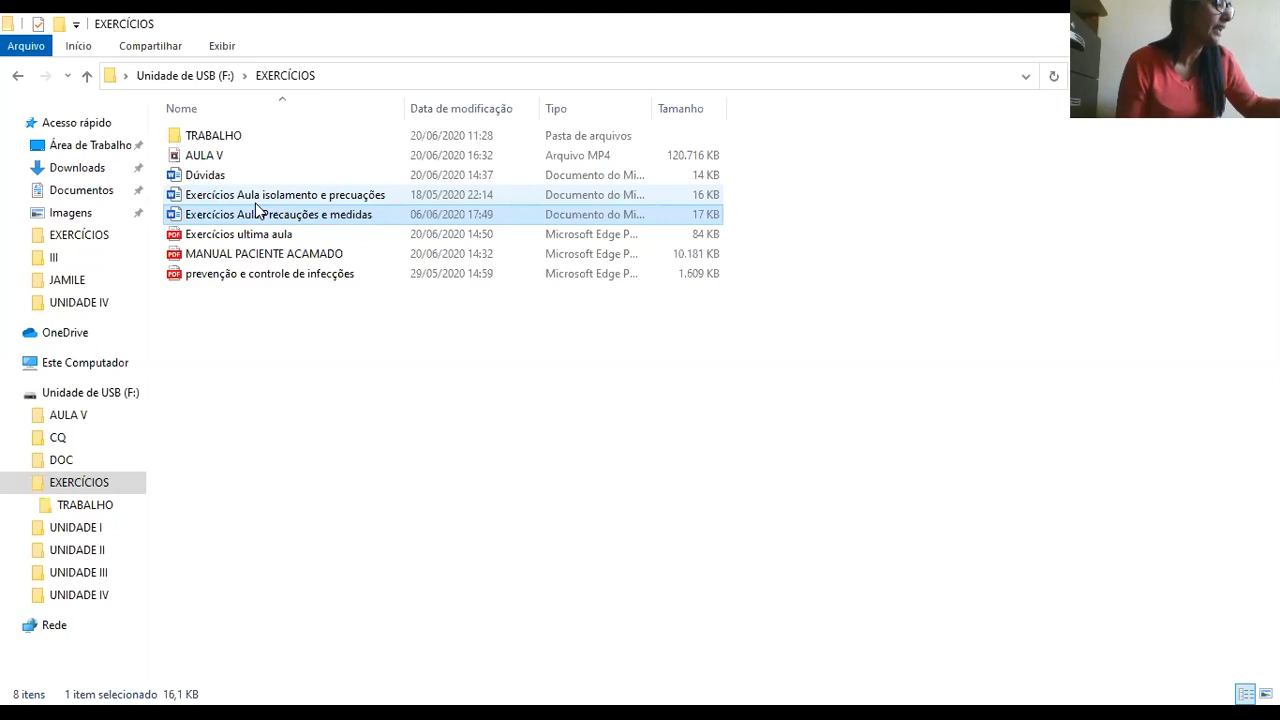 EXERCÍCIOS
Arquivo Início Compartilhar Exibir
Unidade de USB (F:) EXERCÍCIOS
Nome Data de modificação Tipo Tamanho
TRABALHO 20/06/2020 11:28 Pasta de arquivos
AULA V 20/06/2020 16:32 Arquivo MP4 120.716 KB
Dúvidas 20/06/2020 14:37 Documento do Mi... 14 KB
Exercícios Aula isolamento e precuações 18/05/2020 22:14 Documento do Mi... 16 KB
Exercícios Aula Precauções e medidas 06/06/2020 17:49 Documento do Mi... 17 KB
Exercícios ultima aula 20/06/2020 14:50 Microsoft Edge P... 84 KB
MANUAL PACIENTE ACAMADO 20/06/2020 14:32 Microsoft Edge P... 10.181 KB
prevenção e controle de infecções 29/05/2020 14:59 Microsoft Edge P... 1.609 KB
Acesso rápido
Área de Trabalho
Downloads
Documentos
Imagens
EXERCÍCIOS
III
JAMILE
UNIDADE IV
OneDrive
Este Computador
Unidade de USB (F:)
AULA V
CQ
DOC
EXERCÍCIOS
TRABALHO
UNIDADE I
UNIDADE II
UNIDADE III
UNIDADE IV
Rede
8 itens 1 item selecionado 16,1 KB